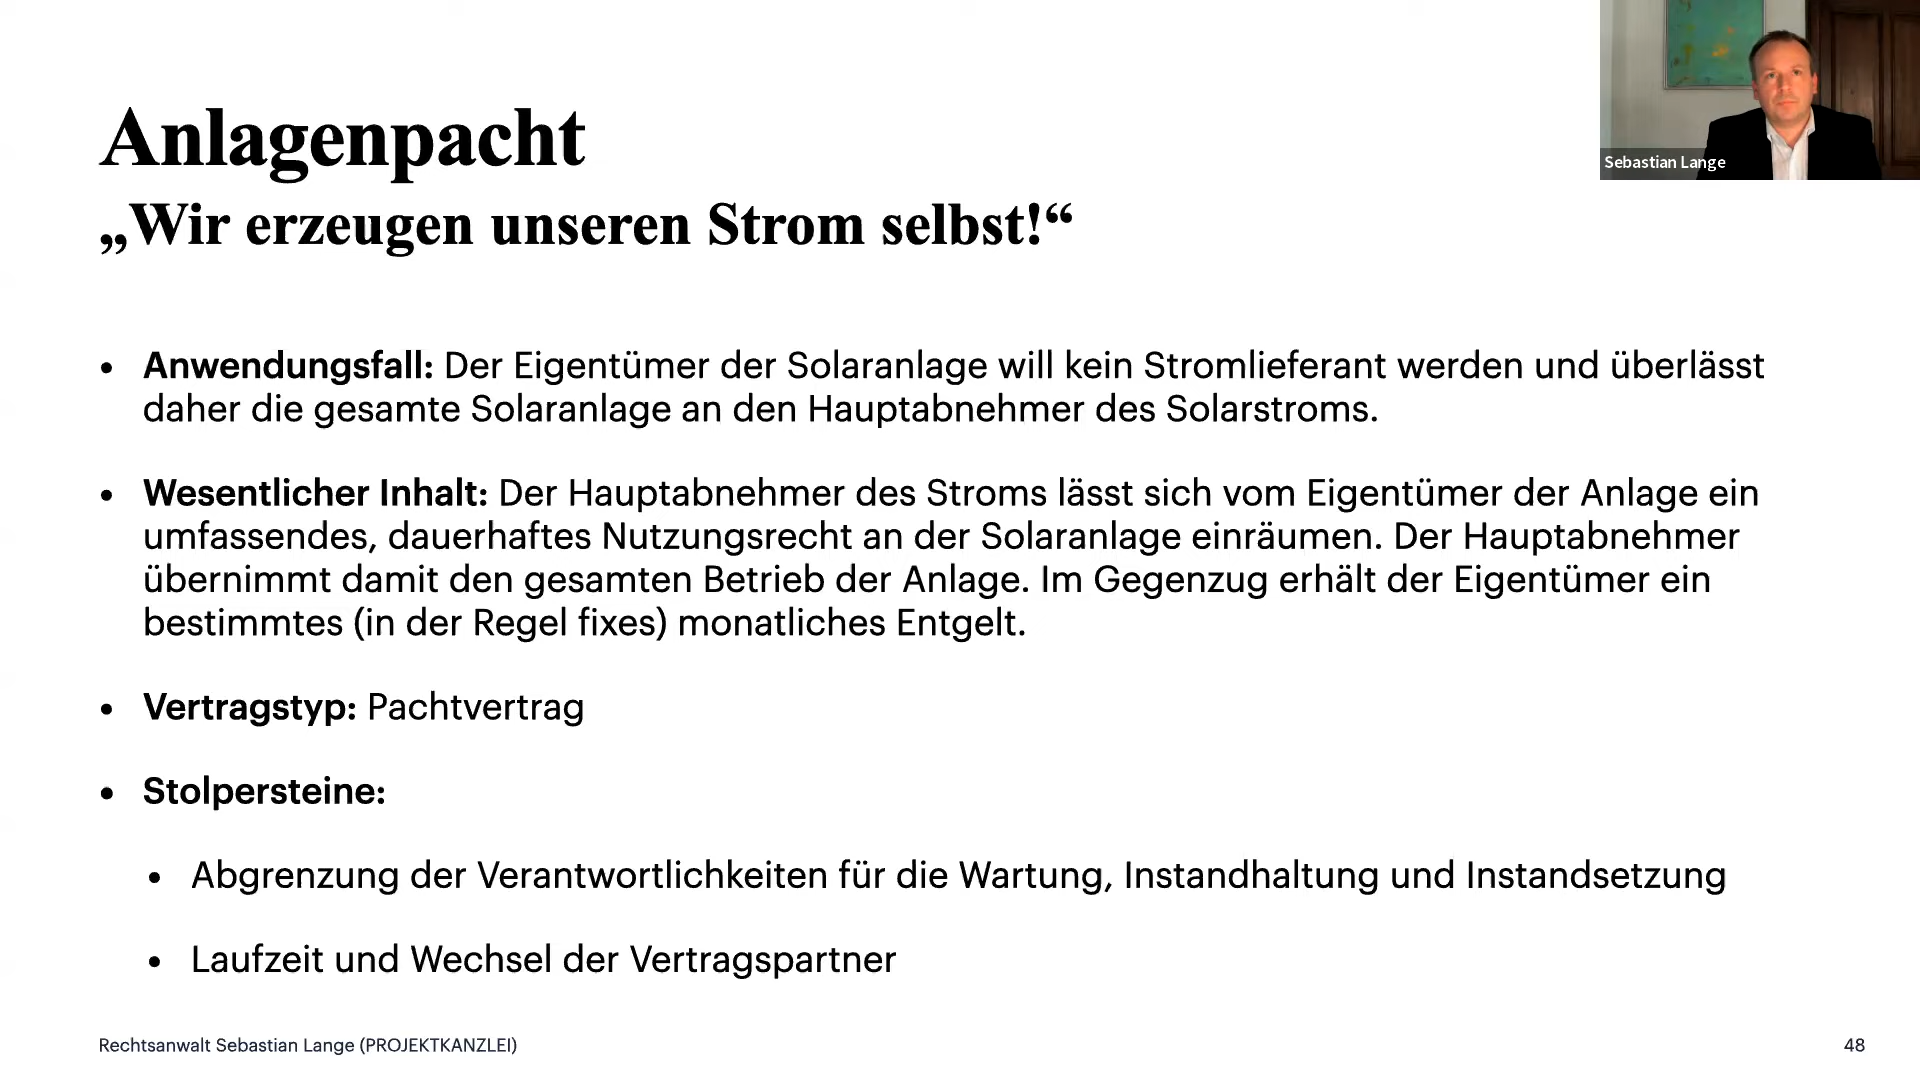 Anlagenpacht
„Wir erzeugen unseren Strom selbst!“
Sebastian Lange
• Anwendungsfall: Der Eigentümer der Solaranlage will kein Stromlieferant werden und überlässt
daher die gesamte Solaranlage an den Hauptabnehmer des Solarstroms.
• Wesentlicher Inhalt: Der Hauptabnehmer des Stroms lässt sich vom Eigentümer der Anlage ein
umfassendes, dauerhaftes Nutzungsrecht an der Solaranlage einräumen. Der Hauptabnehmer
übernimmt damit den gesamten Betrieb der Anlage. Im Gegenzug erhält der Eigentümer ein
bestimmtes (in der Regel fixes) monatliches Entgelt.
• Vertragstyp: Pachtvertrag
• Stolpersteine:
• Abgrenzung der Verantwortlichkeiten für die Wartung, Instandhaltung und Instandsetzung
• Laufzeit und Wechsel der Vertragspartner
Rechtsanwalt Sebastian Lange (PROJEKTKANZLEI)
48